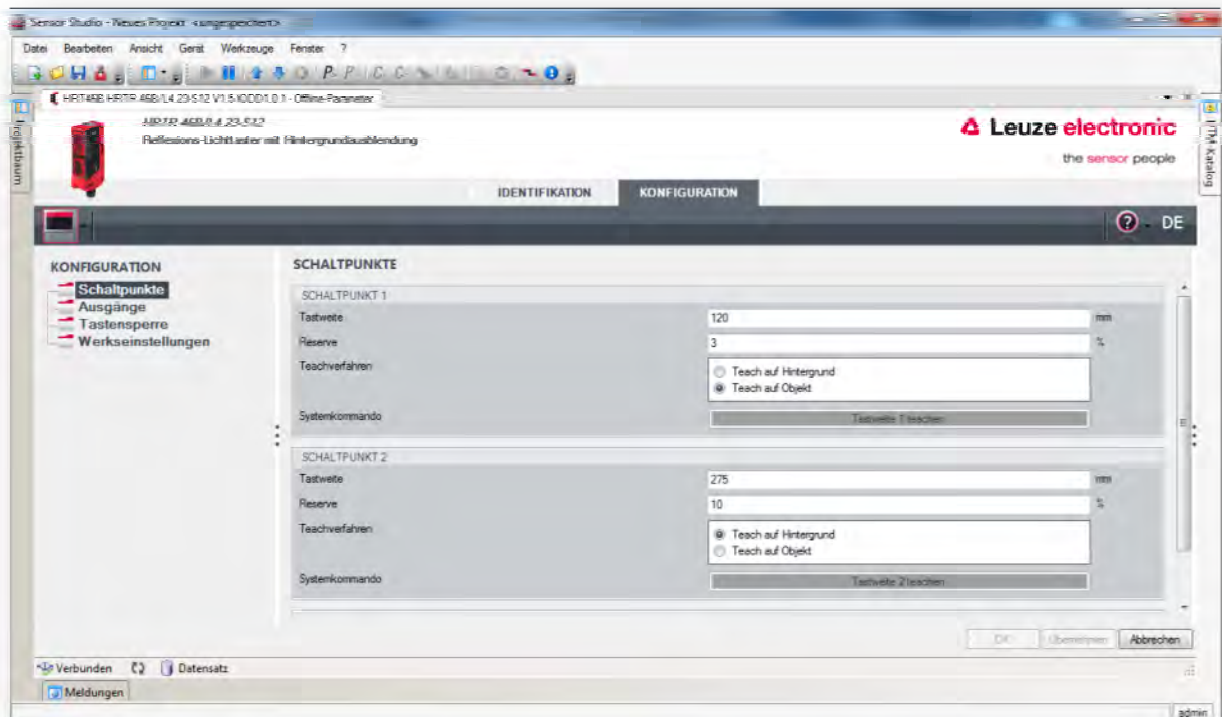 Sensor Studio - Neues Projekt <ungespeichert>
Datei Bearbeiten Ansicht Gerät Werkzeuge Fenster ?
- Offline-Parameter
Projektbaum
DTM-Katalog
Reflexions-Lichttaster mit Hintergrundausblendung
Leuze electronic
the sensor people
IDENTIFIKATION KONFIGURATION
? DE
KONFIGURATION
Schaltpunkte
Ausgänge
Tastensperre
Werkseinstellungen
SCHALTPUNKTE
SCHALTPUNKT 1
Tastweite 120 mm
Reserve 3 %
Teachverfahren
Teach auf Hintergrund
Teach auf Objekt
Systemkommando Tastweite 1 teachen
SCHALTPUNKT 2
Tastweite 275 mm
Reserve 10 %
Teachverfahren
Teach auf Hintergrund
Teach auf Objekt
Systemkommando Tastweite 2 teachen
OK Übernehmen Abbrechen
Verbunden Datensatz
Meldungen
admin